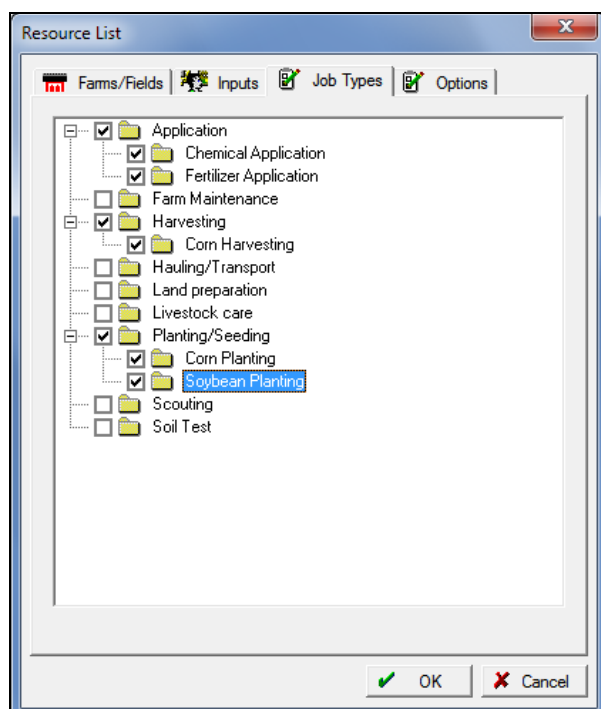 Resource List
Farms/Fields Inputs Job Types Options
Application
Chemical Application
Fertilizer Application
Farm Maintenance
Harvesting
Corn Harvesting
Hauling/Transport
Land preparation
Livestock care
Planting/Seeding
Corn Planting
Soybean Planting
Scouting
Soil Test
OK Cancel